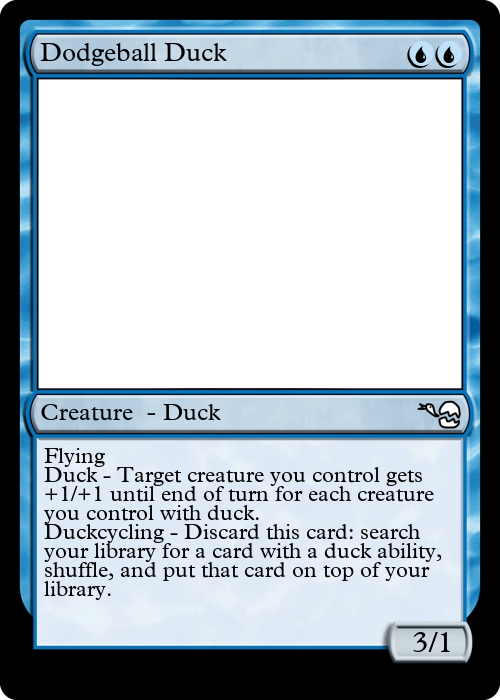 Dodgeball Duck
Creature - Duck
Flying
Duck - Target creature you control gets
+1/+1 until end of turn for each creature
you control with duck.
Duckcycling - Discard this card: search
your library for a card with a duck ability,
shuffle, and put that card on top of your
library.
3/1